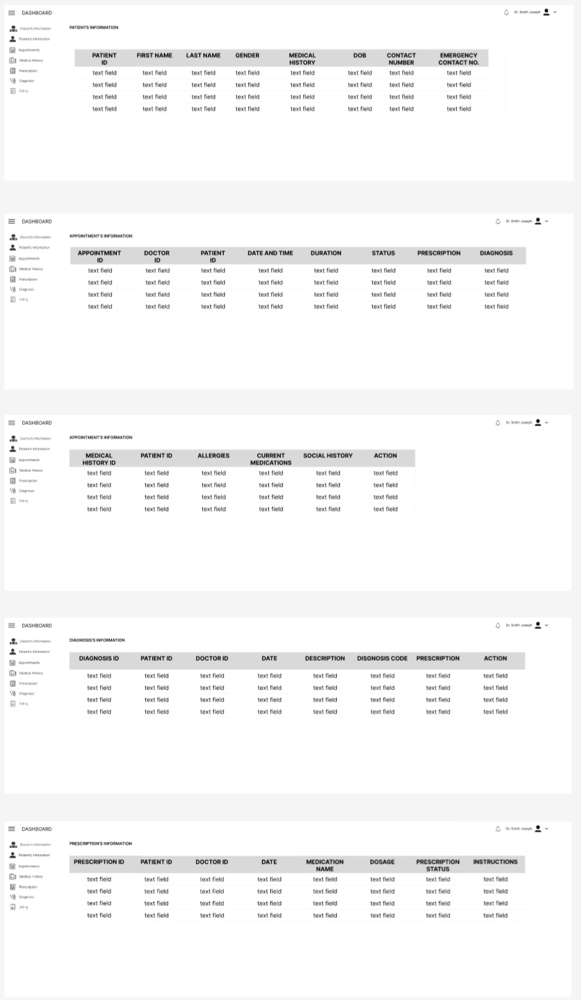 DASHBOARD
Dr. Smith Joseph
Doctor's Information
Patient's Information
Appointments
Medical History
Prescription
Diagnosis
Billing
PATIENTS INFORMATION
PATIENT ID FIRST NAME LAST NAME GENDER MEDICAL HISTORY DOB CONTACT NUMBER EMERGENCY CONTACT NO.
text field text field text field text field text field text field text field text field
text field text field text field text field text field text field text field text field
text field text field text field text field text field text field text field text field
text field text field text field text field text field text field text field text field
DASHBOARD
Dr. Smith Joseph
Doctor's Information
Patient's Information
Appointments
Medical History
Prescription
Diagnosis
Billing
APPOINTMENT'S INFORMATION
APPOINTMENT ID DOCTOR ID PATIENT ID DATE AND TIME DURATION STATUS PRESCRIPTION DIAGNOSIS
text field text field text field text field text field text field text field text field
text field text field text field text field text field text field text field text field
text field text field text field text field text field text field text field text field
text field text field text field text field text field text field text field text field
DASHBOARD
Dr. Smith Joseph
Doctor's Information
Patient's Information
Appointments
Medical History
Prescription
Diagnosis
Billing
APPOINTMENT'S INFORMATION
MEDICAL HISTORY ID PATIENT ID ALLERGIES CURRENT MEDICATIONS SOCIAL HISTORY ACTION
text field text field text field text field text field text field
text field text field text field text field text field text field
text field text field text field text field text field text field
text field text field text field text field text field text field
DASHBOARD
Dr. Smith Joseph
Doctor's Information
Patient's Information
Appointments
Medical History
Prescription
Diagnosis
Billing
DIAGNOSIS'S INFORMATION
DIAGNOSIS ID PATIENT ID DOCTOR ID DATE DESCRIPTION DISGNOSIS CODE PRESCRIPTION ACTION
text field text field text field text field text field text field text field text field
text field text field text field text field text field text field text field text field
text field text field text field text field text field text field text field text field
text field text field text field text field text field text field text field text field
DASHBOARD
Dr. Smith Joseph
Doctor's Information
Patient's Information
Appointments
Medical History
Prescription
Diagnosis
Billing
PRESCRIPTION'S INFORMATION
PRESCRIPTION ID PATIENT ID DOCTOR ID DATE MEDICATION NAME DOSAGE PRESCRIPTION STATUS INSTRUCTIONS
text field text field text field text field text field text field text field text field
text field text field text field text field text field text field text field text field
text field text field text field text field text field text field text field text field
text field text field text field text field text field text field text field text field